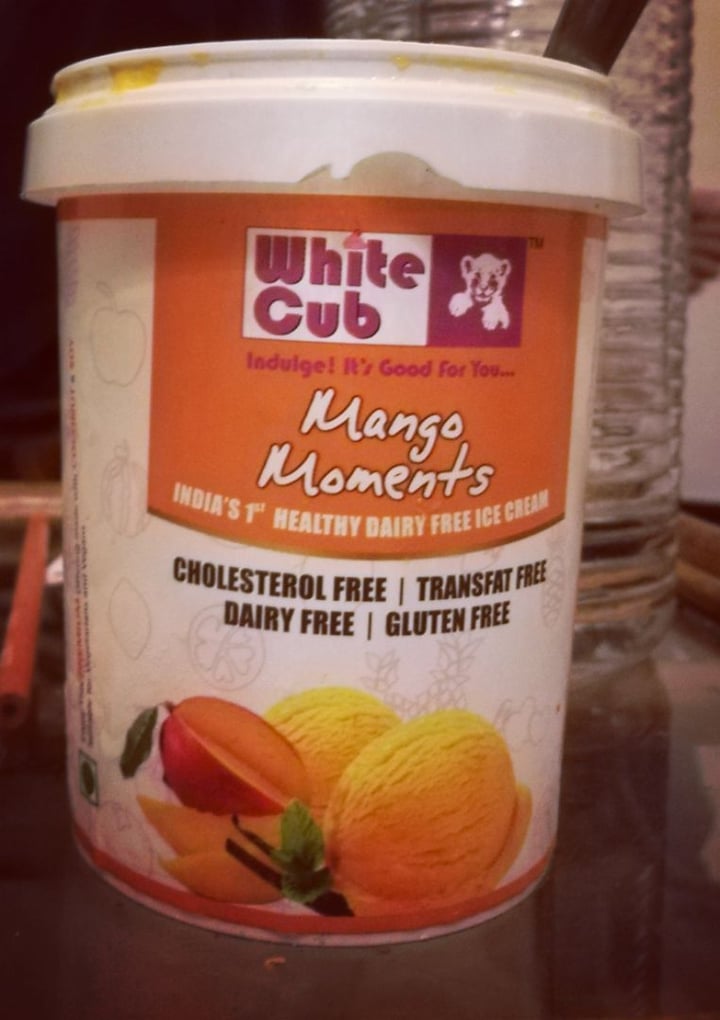 White
Cub
TM
Indulge! It's Good For You...
Mango
Moments
INDIA'S 1st HEALTHY DAIRY FREE ICE CREAM
CHOLESTEROL FREE | TRANSFAT FREE
DAIRY FREE | GLUTEN FREE